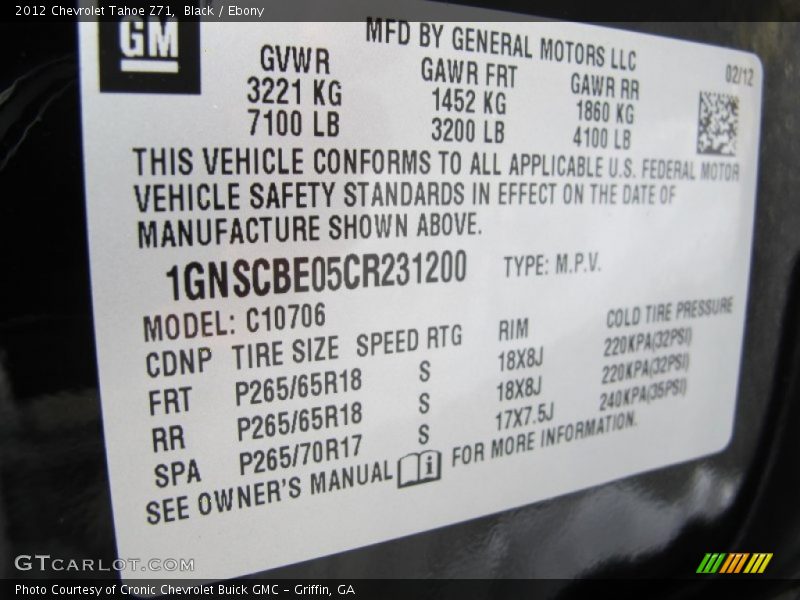 2012 Chevrolet Tahoe Z71,  Black / Ebony
GM
MFD BY GENERAL MOTORS LLC
02/12
GVWR GAWR FRT GAWR RR
3221 KG 1452 KG 1860 KG
7100 LB 3200 LB 4100 LB
THIS VEHICLE CONFORMS TO ALL APPLICABLE U.S. FEDERAL MOTOR
VEHICLE SAFETY STANDARDS IN EFFECT ON THE DATE OF
MANUFACTURE SHOWN ABOVE.
1GNSCBE05CR231200 TYPE: M.P.V.
MODEL: C10706
CDNP TIRE SIZE SPEED RTG RIM COLD TIRE PRESSURE
FRT P265/65R18 S 18X8J 220KPA(32PSI)
RR P265/65R18 S 18X8J 220KPA(32PSI)
SPA P265/70R17 S 17X7.5J 240KPA(35PSI)
SEE OWNER'S MANUAL FOR MORE INFORMATION.
GTCARLOT.COM
Photo Courtesy of Cronic Chevrolet Buick GMC - Griffin, GA